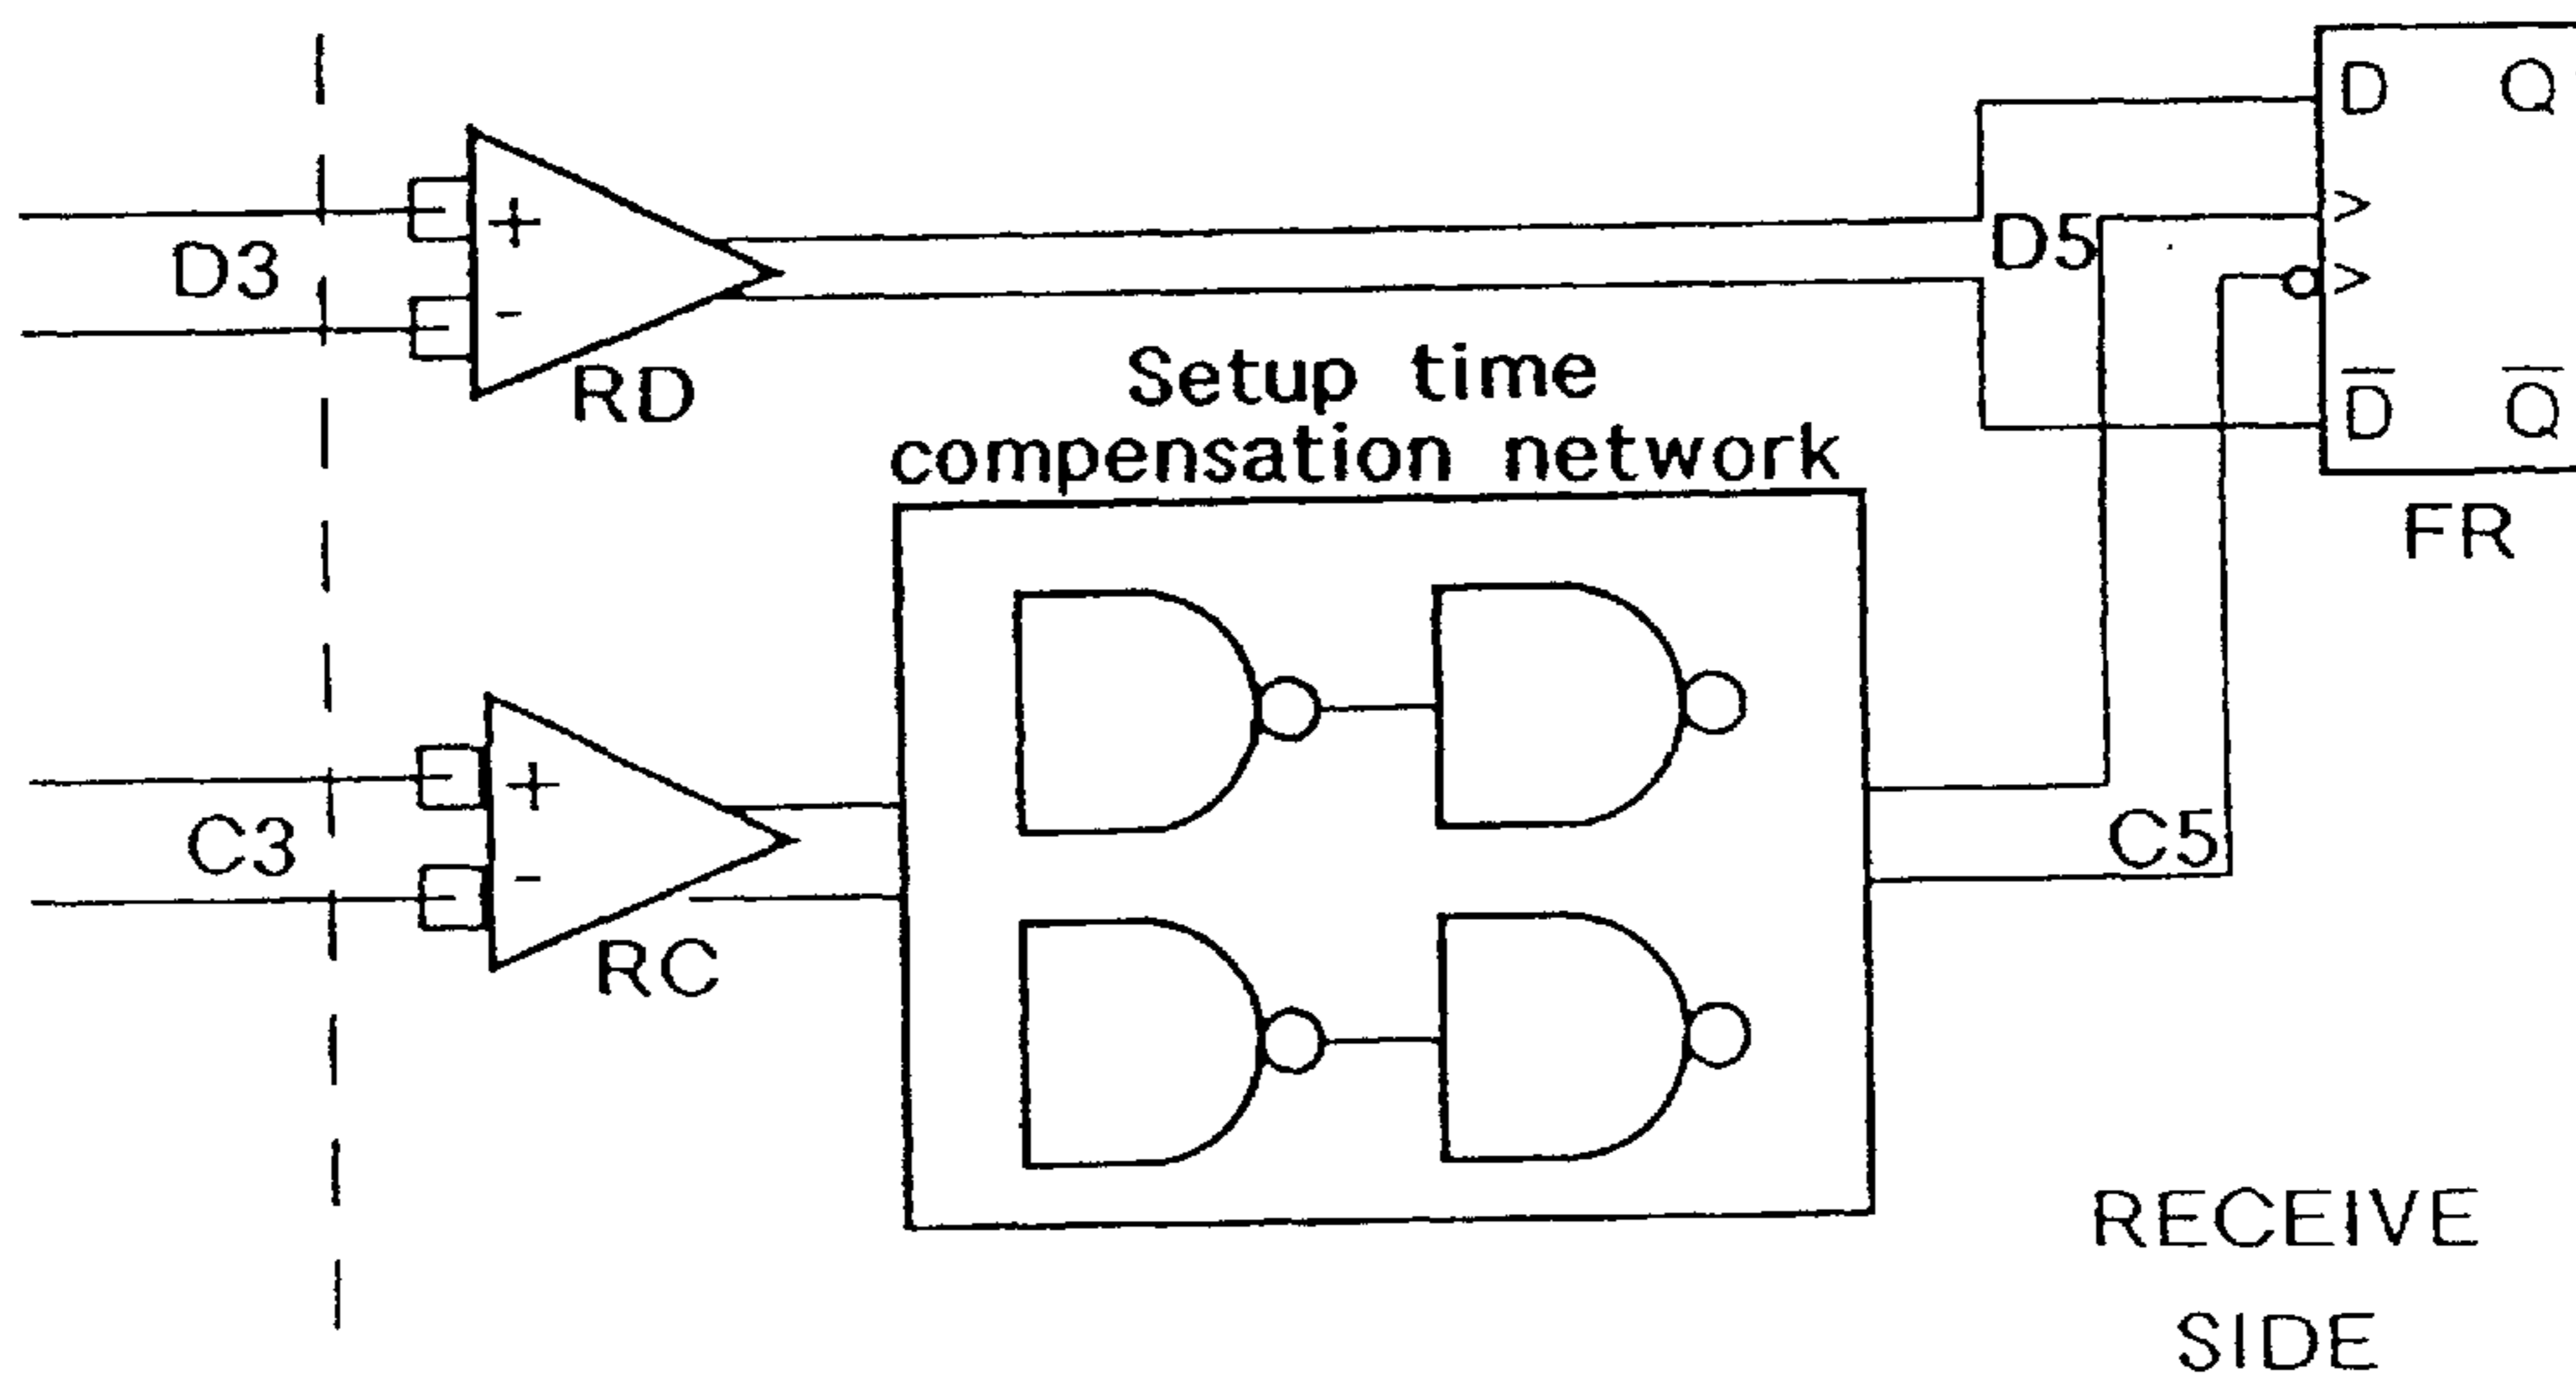 D Q
+
D3
>
D5
>
-
RD
Setup time
compensation network
D̅ Q̅
FR
+
C3
-
C5
RC
RECEIVE
SIDE